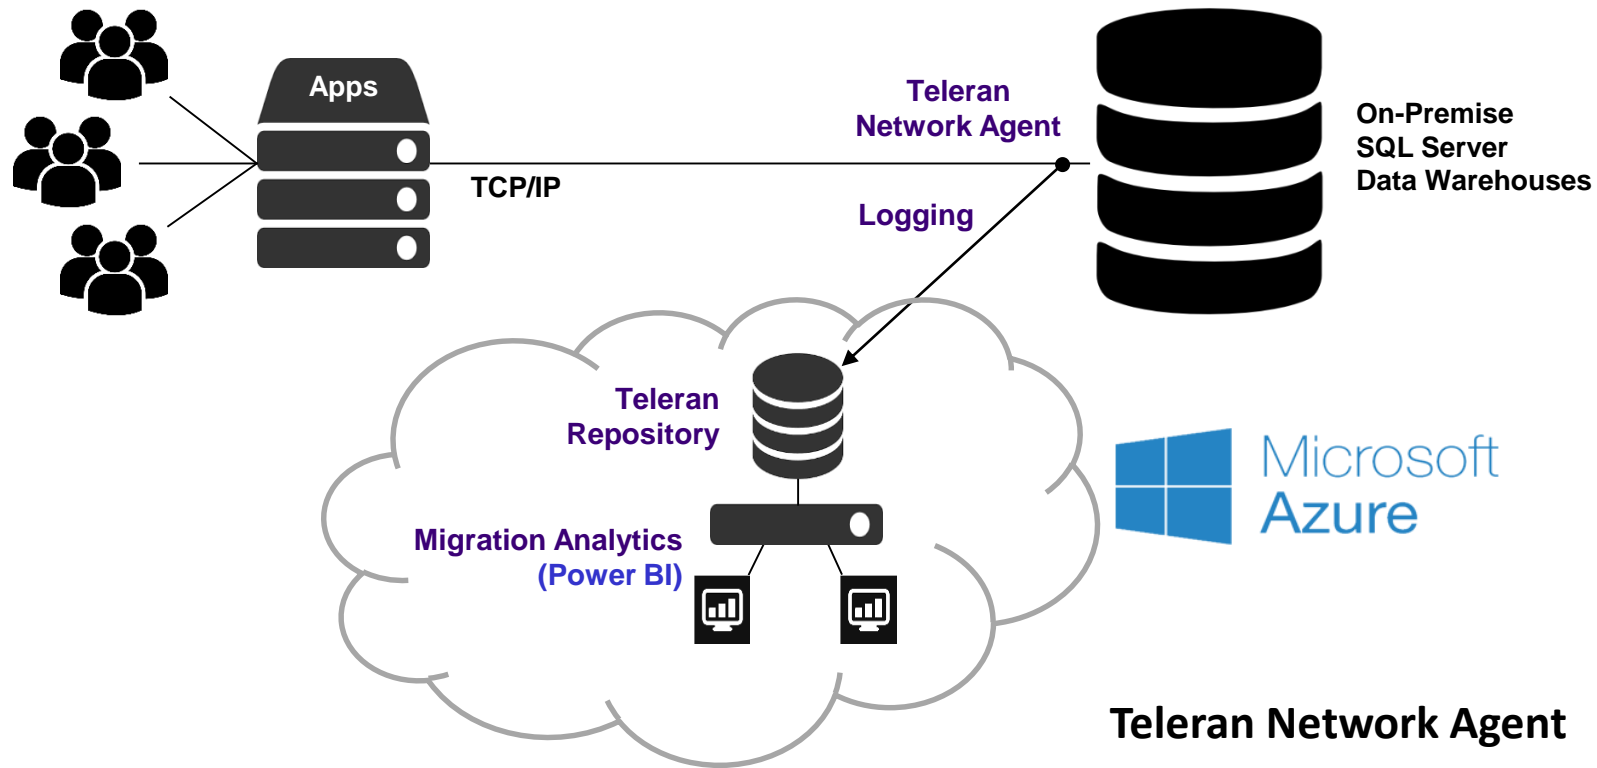 Apps
Teleran
Network Agent
On-Premise
SQL Server
Data Warehouses
TCP/IP
Logging
Teleran
Repository
Microsoft
Azure
Migration Analytics
(Power BI)
Teleran Network Agent